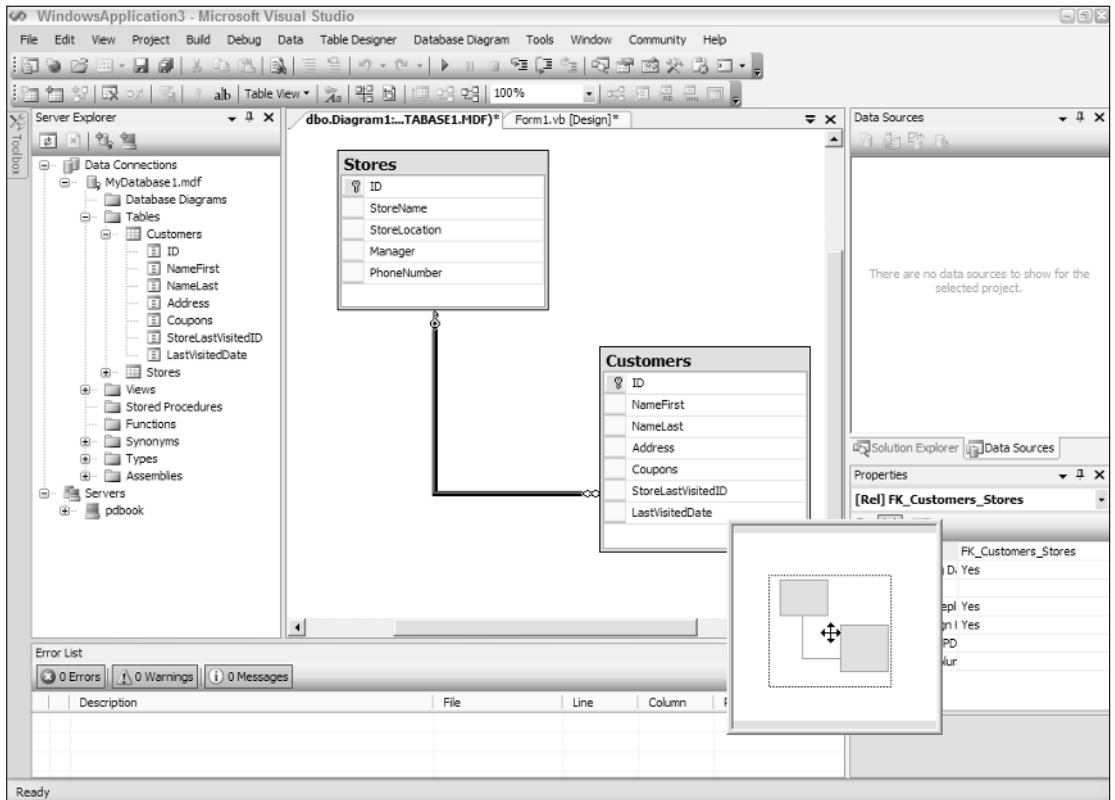 WindowsApplication3 - Microsoft Visual Studio
File Edit View Project Build Debug Data Table Designer Database Diagram Tools Window Community Help
ab Table View 100%
Toolbox
Server Explorer
Data Connections
MyDatabase1.mdf
Database Diagrams
Tables
Customers
ID
NameFirst
NameLast
Address
Coupons
StoreLastVisitedID
LastVisitedDate
Stores
Views
Stored Procedures
Functions
Synonyms
Types
Assemblies
Servers
pdbook
dbo.Diagram1:...TABASE1.MDF)* Form1.vb [Design]*
Stores
ID
StoreName
StoreLocation
Manager
PhoneNumber
Customers
ID
NameFirst
NameLast
Address
Coupons
StoreLastVisitedID
LastVisitedDate
Data Sources
There are no data sources to show for the
selected project.
Solution Explorer Data Sources
Properties
[Rel] FK_Customers_Stores
FK_Customers_Stores
Yes
Yes
Yes
Error List
0 Errors 0 Warnings 0 Messages
Description File Line Column
Ready